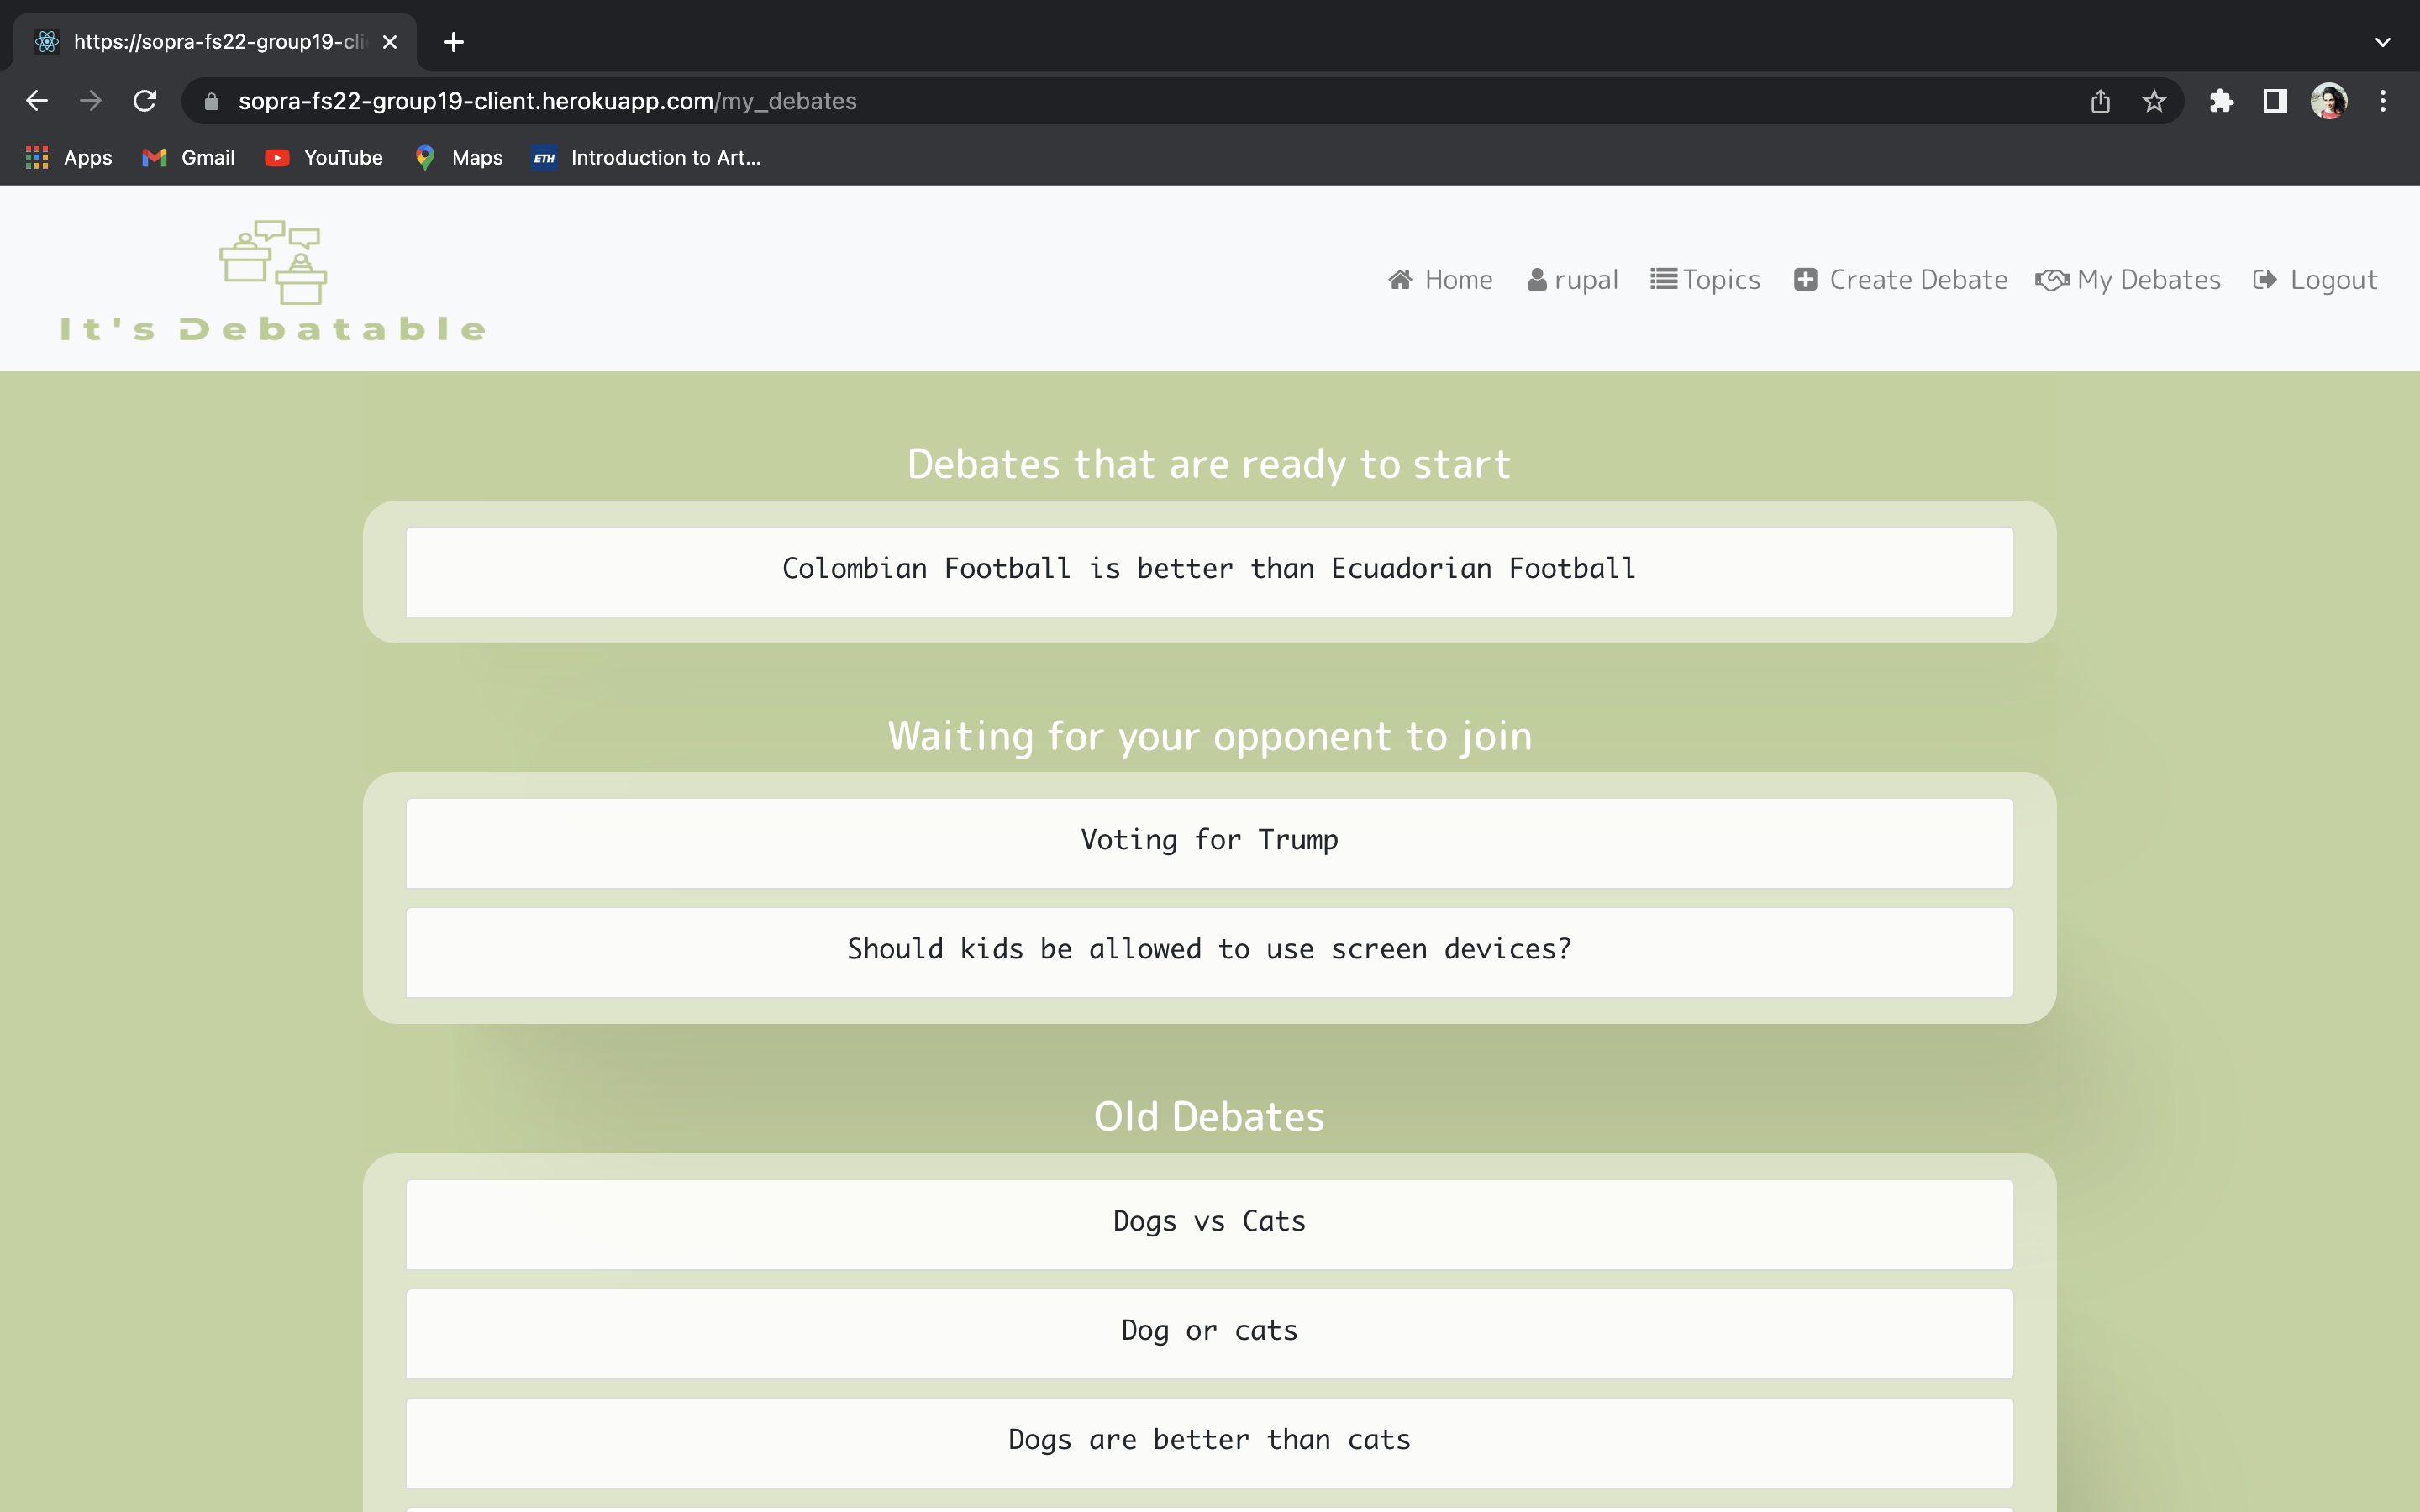 https://sopra-fs22-group19-cli
sopra-fs22-group19-client.herokuapp.com/my_debates
Apps Gmail YouTube Maps ETH Introduction to Art...
It's Debatable
Home rupal Topics Create Debate My Debates Logout
Debates that are ready to start
Colombian Football is better than Ecuadorian Football
Waiting for your opponent to join
Voting for Trump
Should kids be allowed to use screen devices?
Old Debates
Dogs vs Cats
Dog or cats
Dogs are better than cats